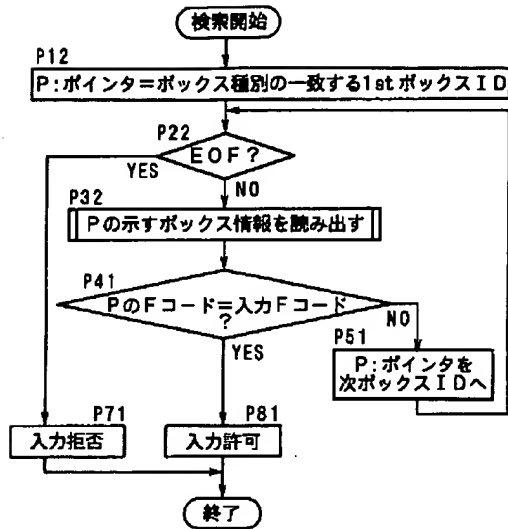 検索開始
P12
P:ポインタ=ボックス種別の一致する1stボックスID
P22
EOF?
YES
NO
P32
Pの示すボックス情報を読み出す
P41
PのFコード=入力Fコード
?
NO
YES
P51
P:ポインタを
次ボックスIDへ
P71
入力拒否
P81
入力許可
終了